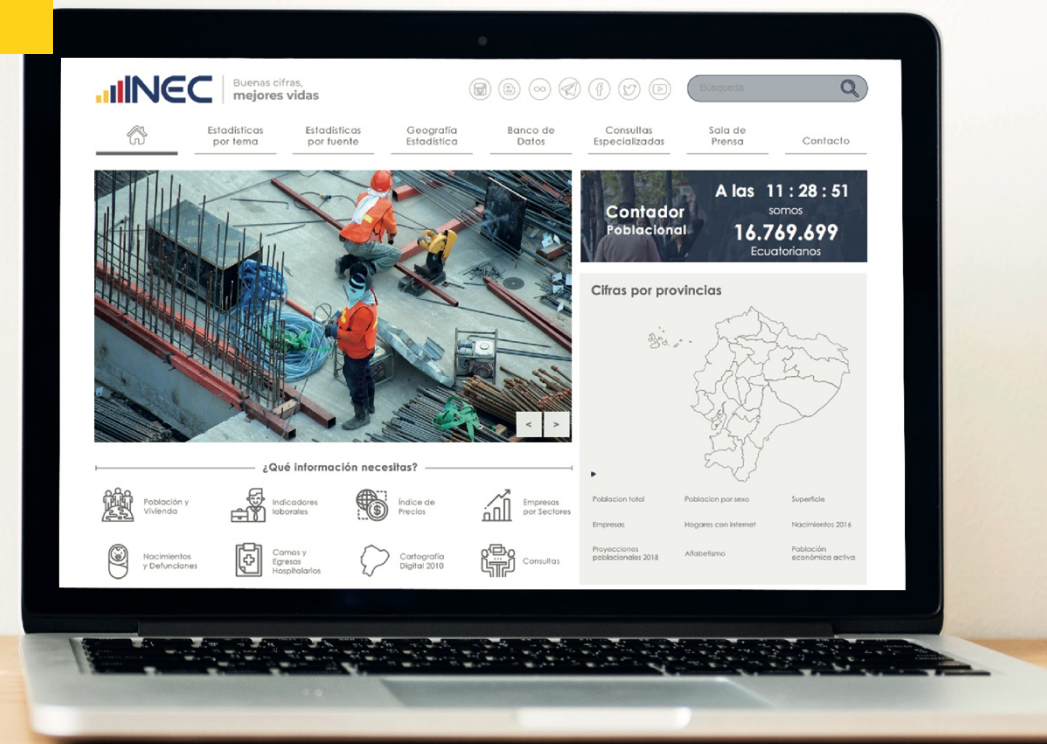 INEC
Buenas cifras,
mejores vidas
Búsqueda
Estadísticas
por tema
Estadísticas
por fuente
Geografía
Estadística
Banco de
Datos
Consultas
Especializadas
Sala de
Prensa
Contacto
Contador
Poblacional
A las 11 : 28 : 51
somos
16.769.699
Ecuatorianos
Cifras por provincias
< >
¿Qué información necesitas?
Población y
Vivienda
Indicadores
laborales
Índice de
Precios
Empresas
por Sectores
Nacimientos
y Defunciones
Camas y
Egresos
Hospitalarios
Cartografía
Digital 2010
Consultas
Poblacion total
Poblacion por sexo
Superficie
Empresas
Hogares con internet
Nacimientos 2016
Proyecciones
poblacionales 2018
Alfabetismo
Población
económica activa